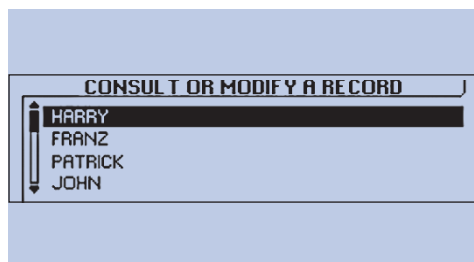 CONSULT OR MODIFY A RECORD
HARRY
FRANZ
PATRICK
JOHN